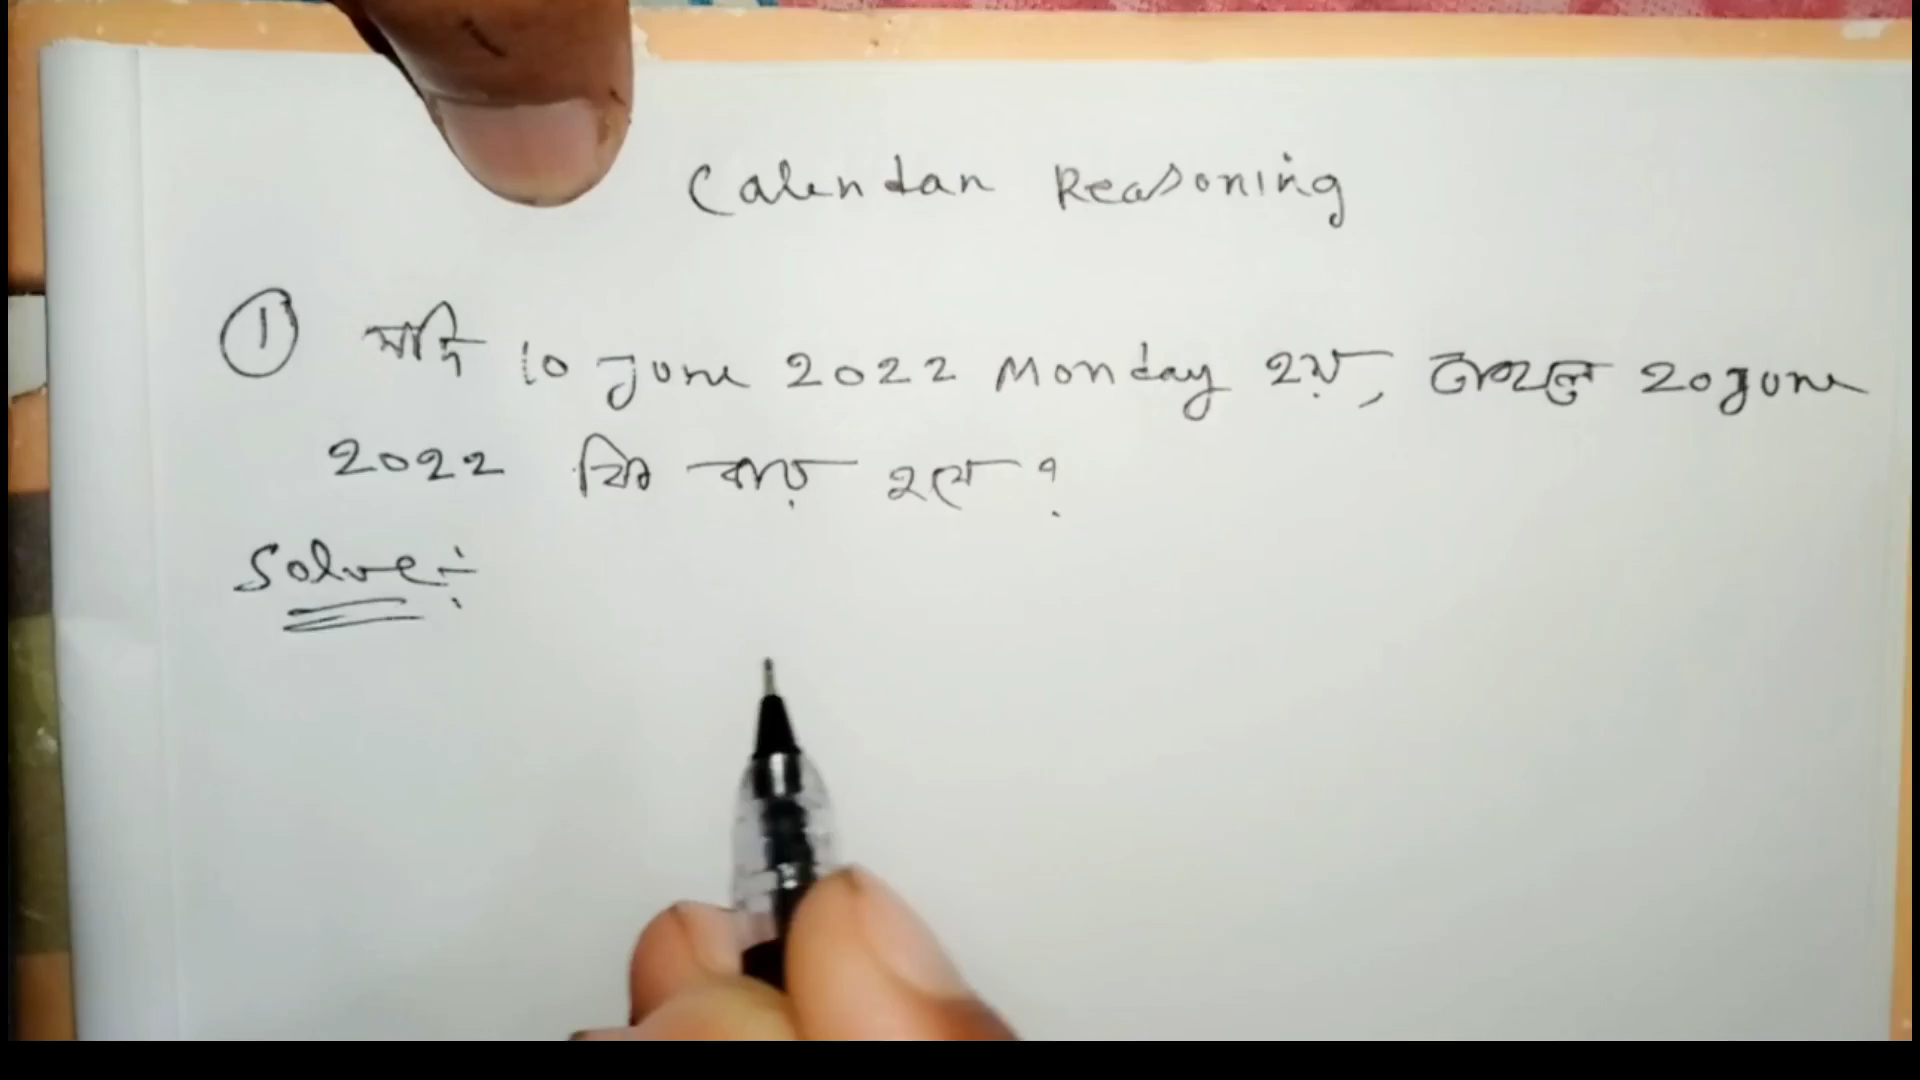 Calendar Reasoning
① যদি 10 June 2022 Monday হয়, তাহলে 20 June
2022 কি বাড় হবে?
Solve:-